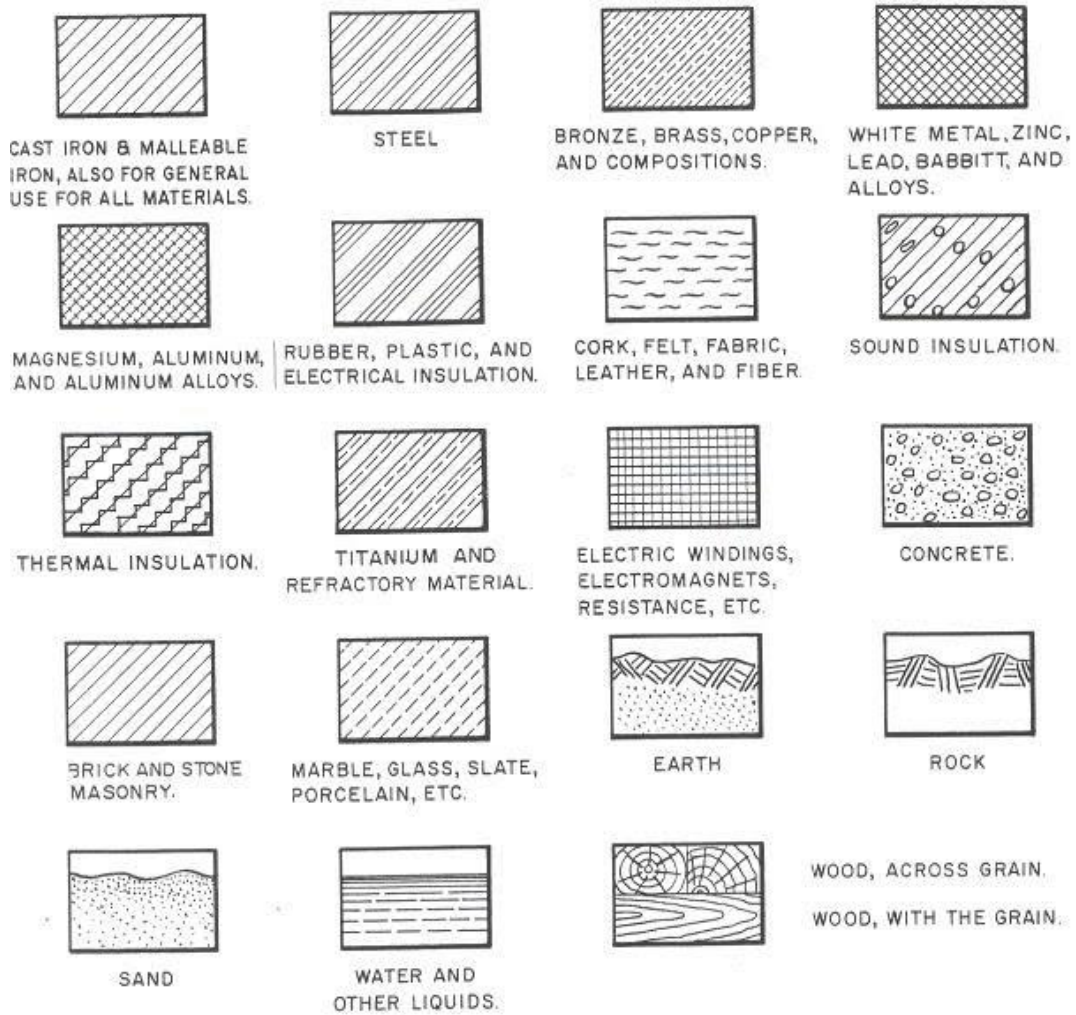 CAST IRON & MALLEABLE
IRON, ALSO FOR GENERAL
USE FOR ALL MATERIALS.
STEEL
BRONZE, BRASS, COPPER,
AND COMPOSITIONS.
WHITE METAL, ZINC,
LEAD, BABBITT, AND
ALLOYS.
MAGNESIUM, ALUMINUM,
AND ALUMINUM ALLOYS.
RUBBER, PLASTIC, AND
ELECTRICAL INSULATION.
CORK, FELT, FABRIC,
LEATHER, AND FIBER.
SOUND INSULATION.
THERMAL INSULATION.
TITANIUM AND
REFRACTORY MATERIAL.
ELECTRIC WINDINGS,
ELECTROMAGNETS,
RESISTANCE, ETC.
CONCRETE.
BRICK AND STONE
MASONRY.
MARBLE, GLASS, SLATE,
PORCELAIN, ETC.
EARTH
ROCK
SAND
WATER AND
OTHER LIQUIDS.
WOOD, ACROSS GRAIN.
WOOD, WITH THE GRAIN.